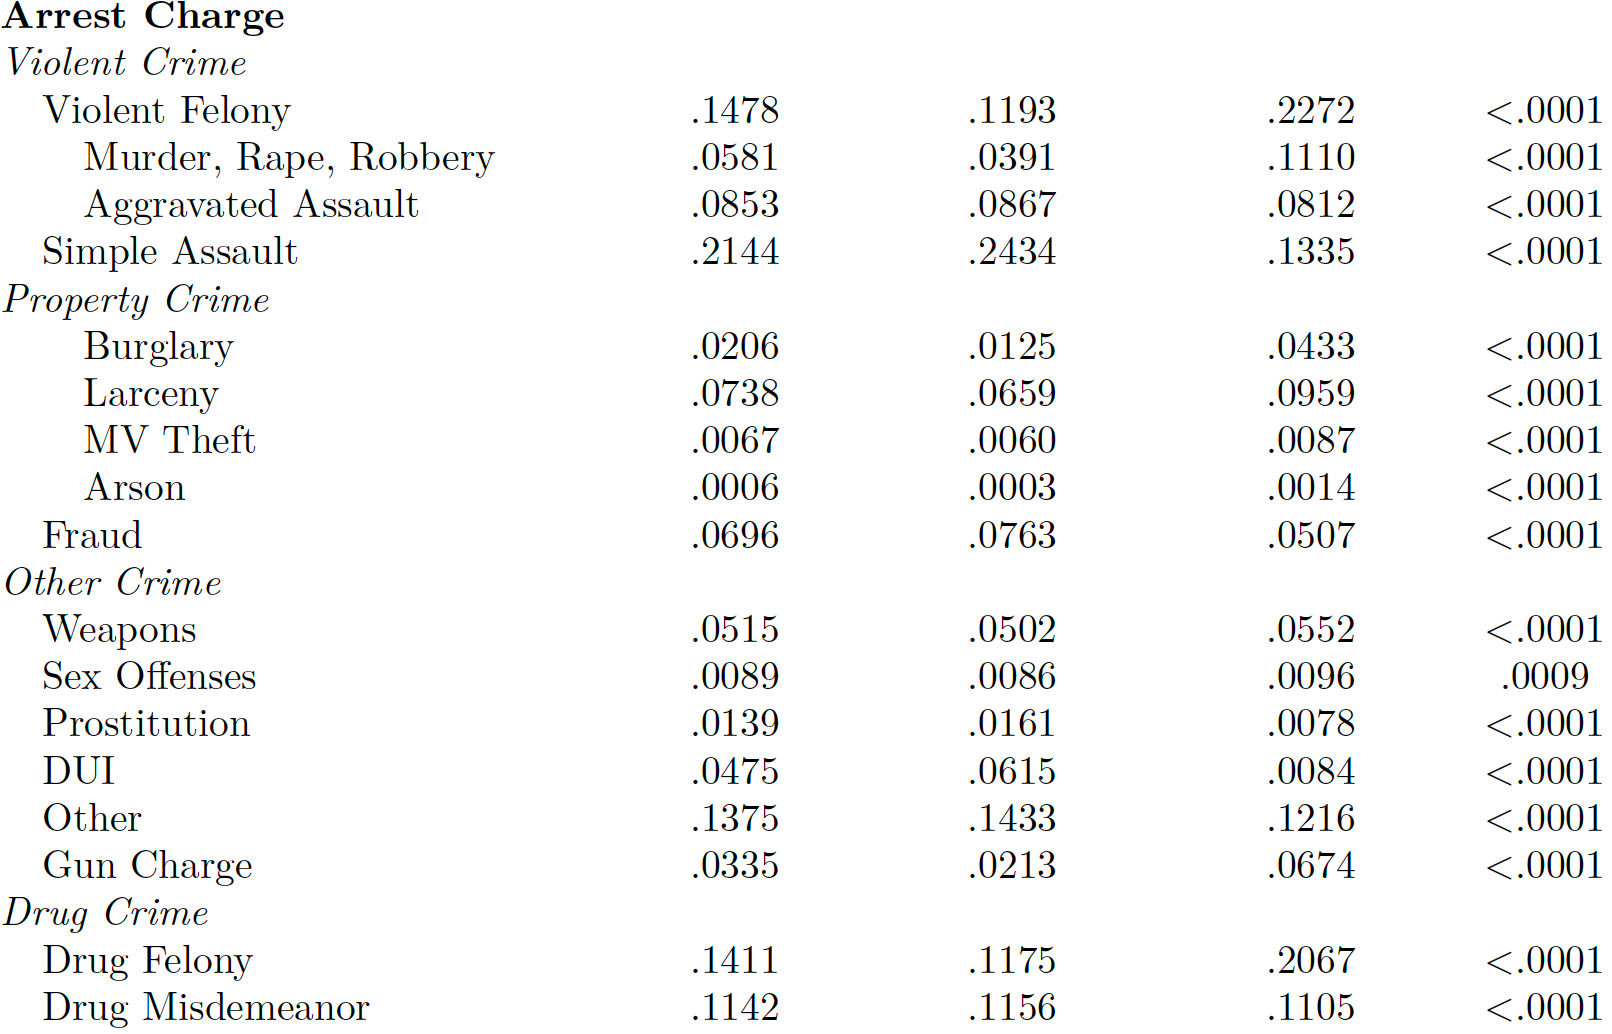 Arrest Charge
Violent Crime
Violent Felony .1478 .1193 .2272 <.0001
Murder, Rape, Robbery .0581 .0391 .1110 <.0001
Aggravated Assault .0853 .0867 .0812 <.0001
Simple Assault .2144 .2434 .1335 <.0001
Property Crime
Burglary .0206 .0125 .0433 <.0001
Larceny .0738 .0659 .0959 <.0001
MV Theft .0067 .0060 .0087 <.0001
Arson .0006 .0003 .0014 <.0001
Fraud .0696 .0763 .0507 <.0001
Other Crime
Weapons .0515 .0502 .0552 <.0001
Sex Offenses .0089 .0086 .0096 .0009
Prostitution .0139 .0161 .0078 <.0001
DUI .0475 .0615 .0084 <.0001
Other .1375 .1433 .1216 <.0001
Gun Charge .0335 .0213 .0674 <.0001
Drug Crime
Drug Felony .1411 .1175 .2067 <.0001
Drug Misdemeanor .1142 .1156 .1105 <.0001